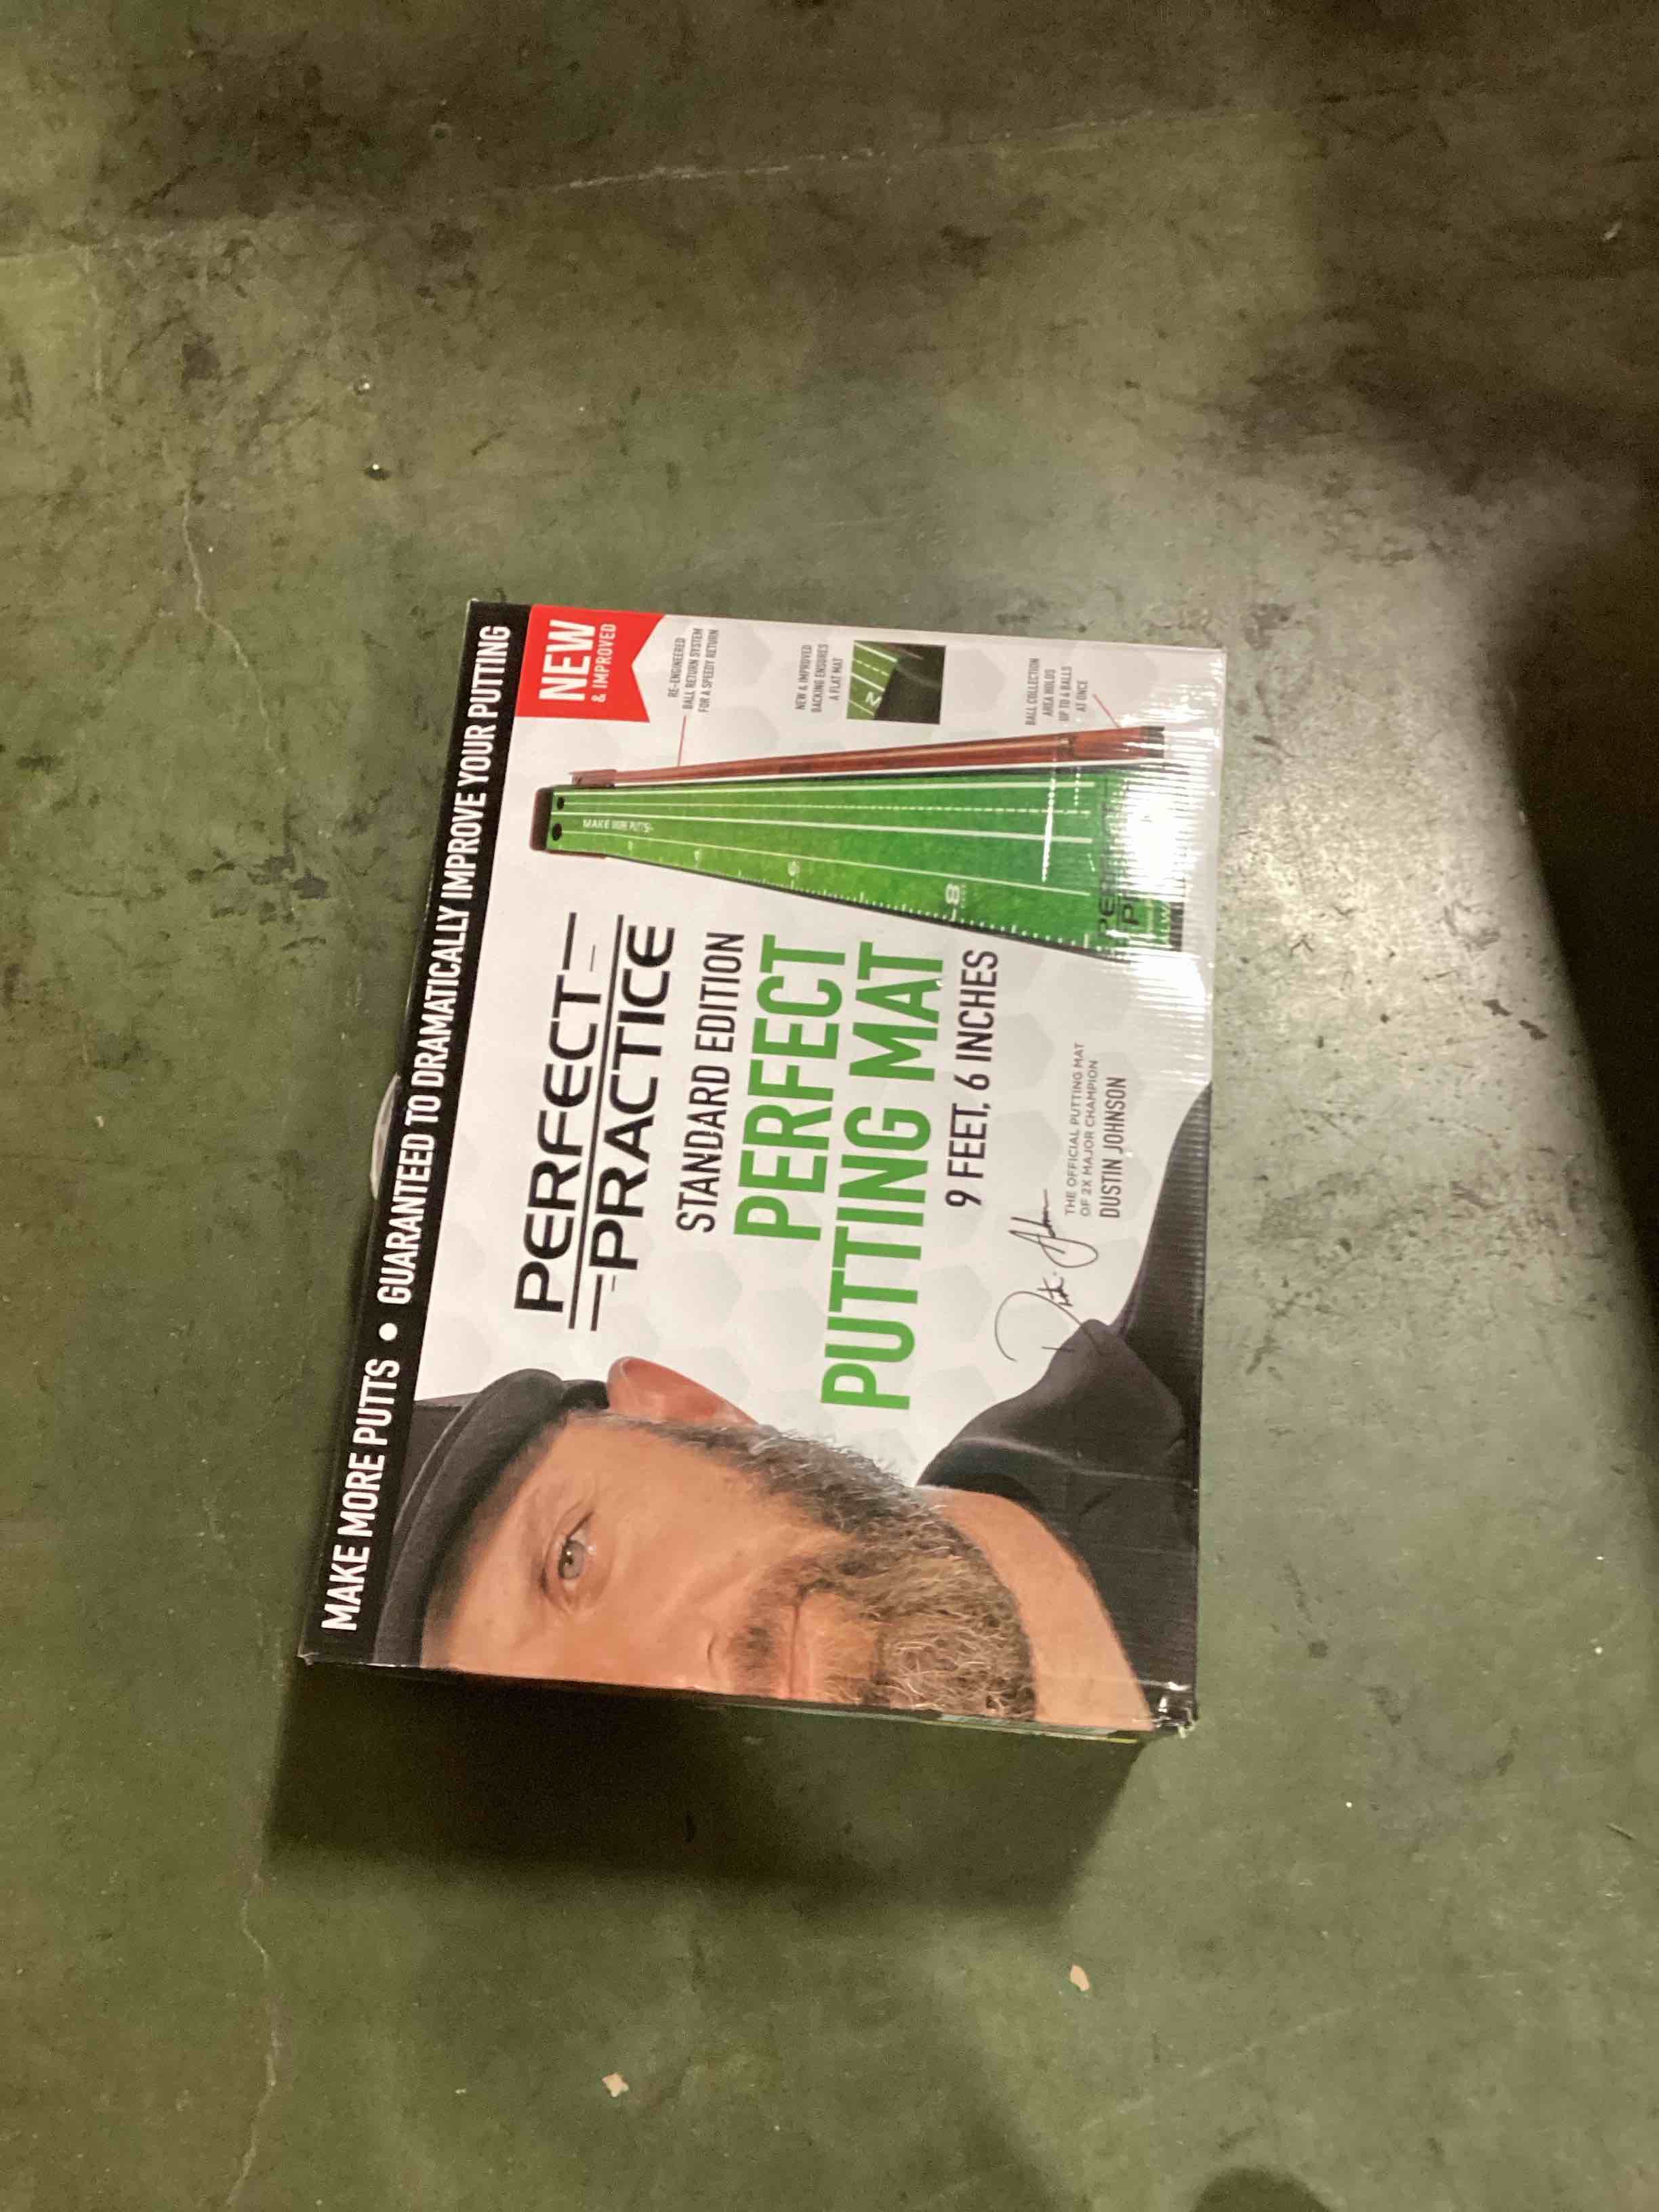 MAKE MORE PUTTS • GUARANTEED TO DRAMATICALLY IMPROVE YOUR PUTTING
NEW
& IMPROVED
PERFECT
PRACTICE
STANDARD EDITION
PERFECT
PUTTING MAT
9 FEET, 6 INCHES
THE OFFICIAL PUTTING MAT
OF 2X MAJOR CHAMPION
DUSTIN JOHNSON
RE-ENGINEERED
BALL RETURN SYSTEM
FOR A SPEEDY RETURN
NEW & IMPROVED
BACKING ENSURES
A FLAT MAT
M
BALL COLLECTION
AREA HOLDS
UP TO 4 BALLS
AT ONCE
MAKE MORE PUTTS
6
8